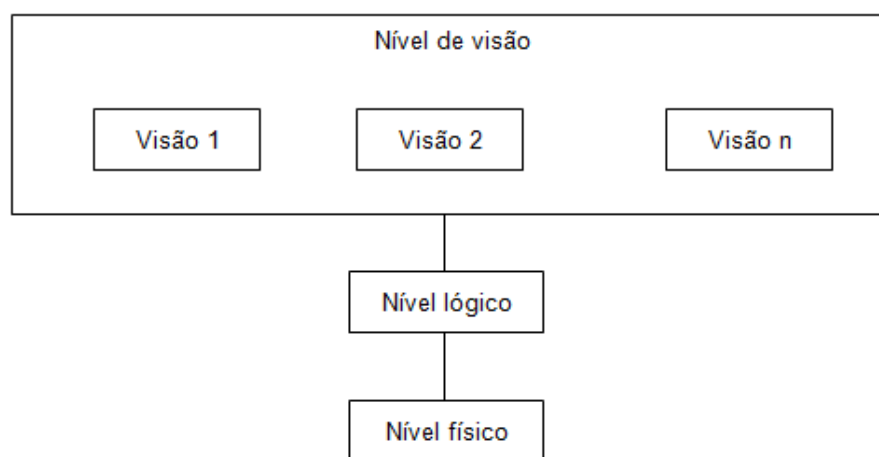 Nível de visão
Visão 1
Visão 2
Visão n
Nível lógico
Nível físico